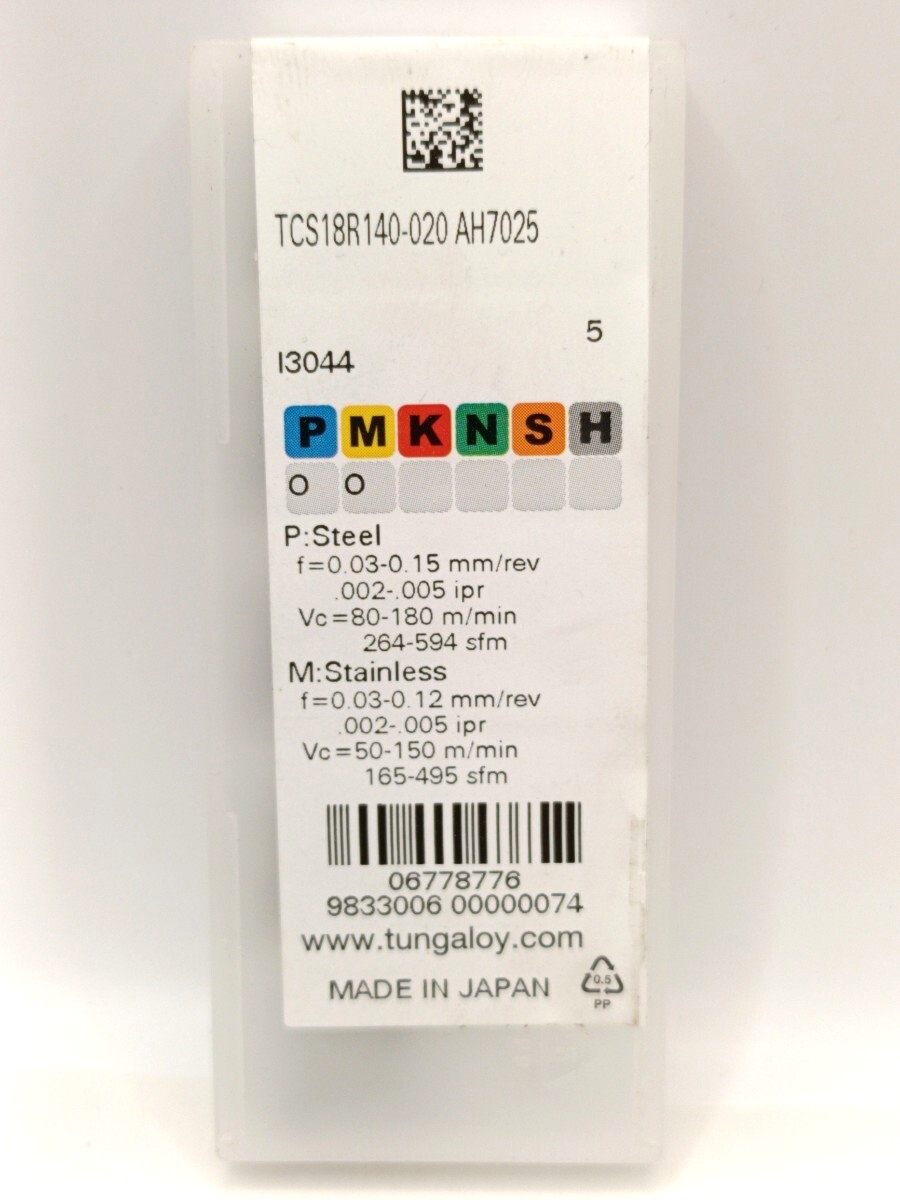 TCS18R140-020 AH7025
5
I3044
P M K N S H
O O
P:Steel
f=0.03-0.15 mm/rev
.002-.005 ipr
Vc=80-180 m/min
264-594 sfm
M:Stainless
f=0.03-0.12 mm/rev
.002-.005 ipr
Vc=50-150 m/min
165-495 sfm
06778776
9833006 00000074
www.tungaloy.com
MADE IN JAPAN
0.5
PP